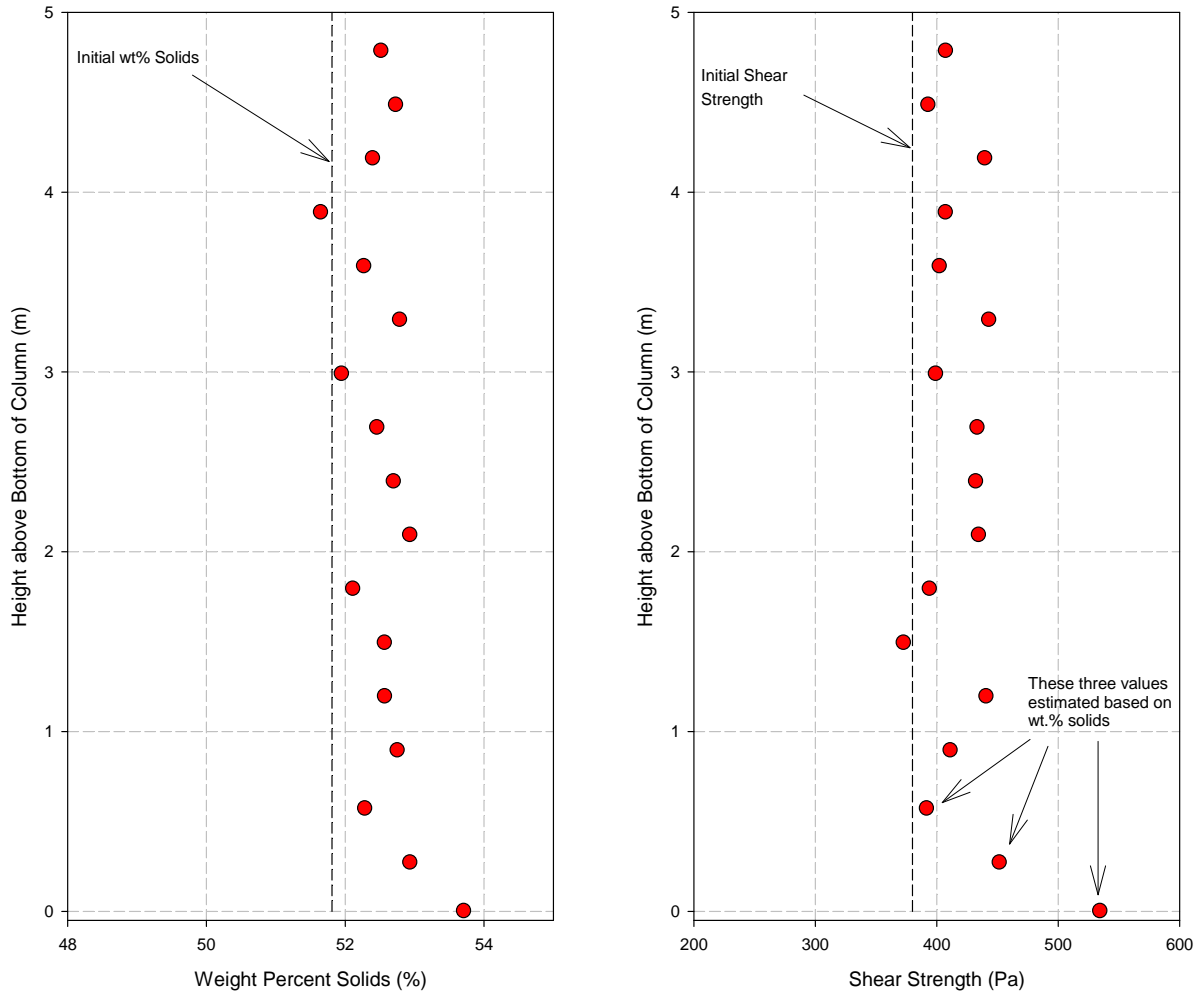 5
4
3
2
1
0
Height above Bottom of Column (m)
Initial wt% Solids
48
50
52
54
Weight Percent Solids (%)
5
4
3
2
1
0
Height above Bottom of Column (m)
Initial Shear
Strength
These three values
estimated based on
wt.% solids
200
300
400
500
600
Shear Strength (Pa)